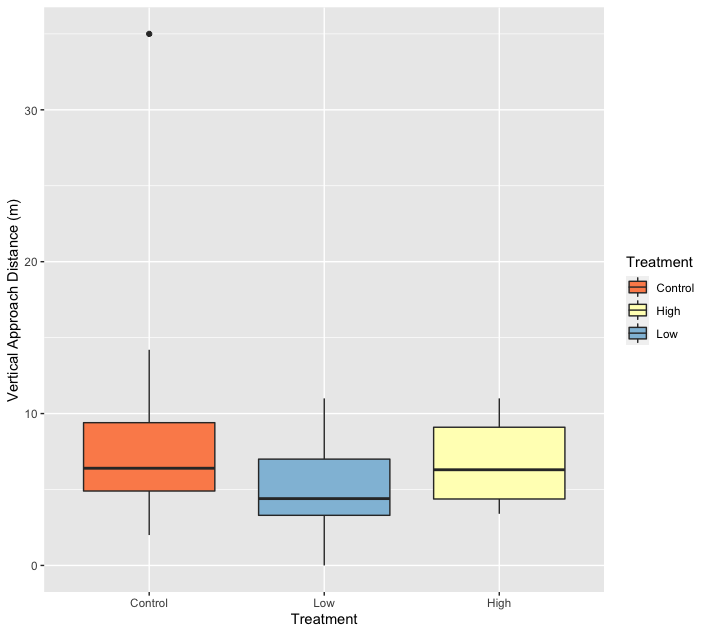 30
20
10
0
Vertical Approach Distance (m)
Control Low High
Treatment
Treatment
Control
High
Low